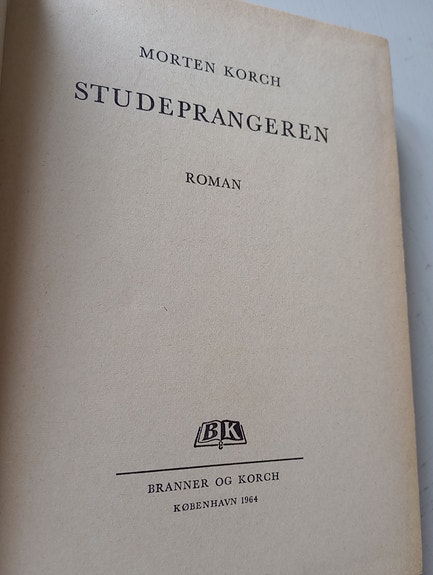 MORTEN KORCH
STUDEPRANGEREN
ROMAN
BK
BRANNER OG KORCH
KØBENHAVN 1964